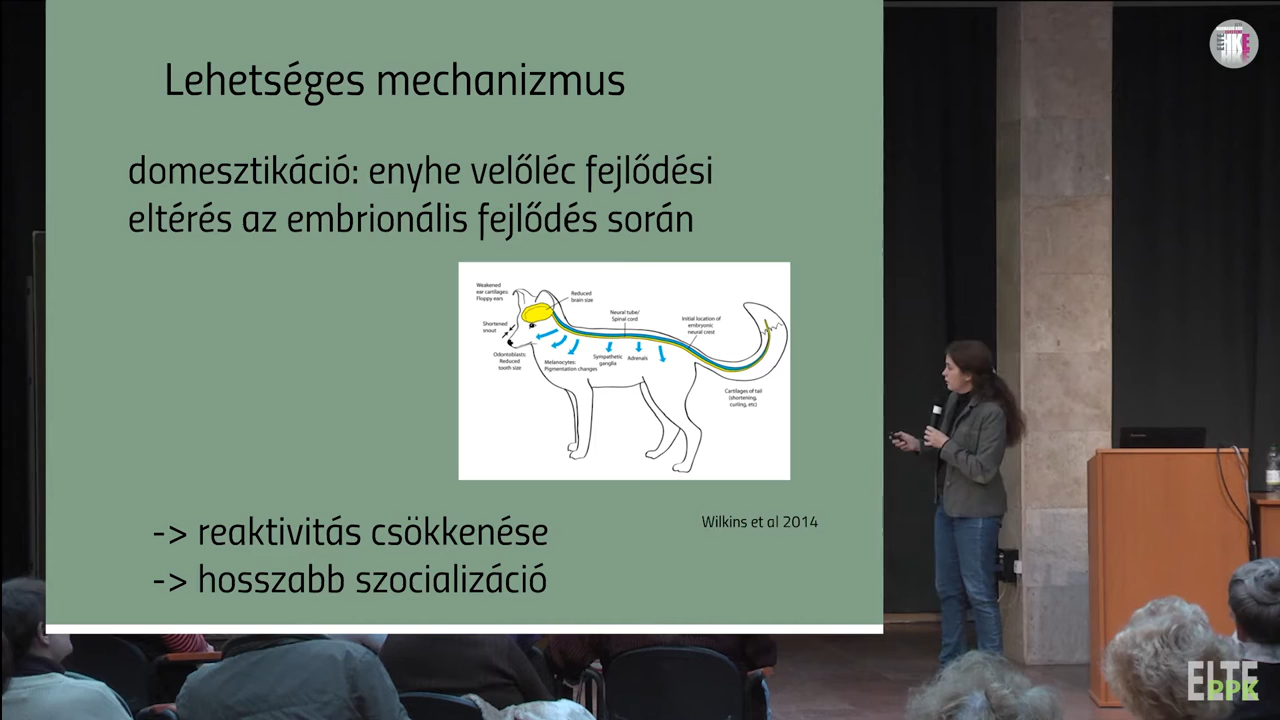 Lehetséges mechanizmus
domesztikáció: enyhe velőléc fejlődési
eltérés az embrionális fejlődés során
Weakened
ear cartilages:
Floppy ears
Reduced
brain size
Neural tube/
Spinal cord
Initial location of
embryonic
neural crest
Shortened
snout
Odontoblasts:
Reduced
tooth size
Melanocytes:
Pigmentation changes
Sympathetic
ganglia
Adrenals
Cartilages of tail
(shortening,
curling, etc)
Wilkins et al 2014
-> reaktivitás csökkenése
-> hosszabb szocializáció
ELTE
ELTE
PPK